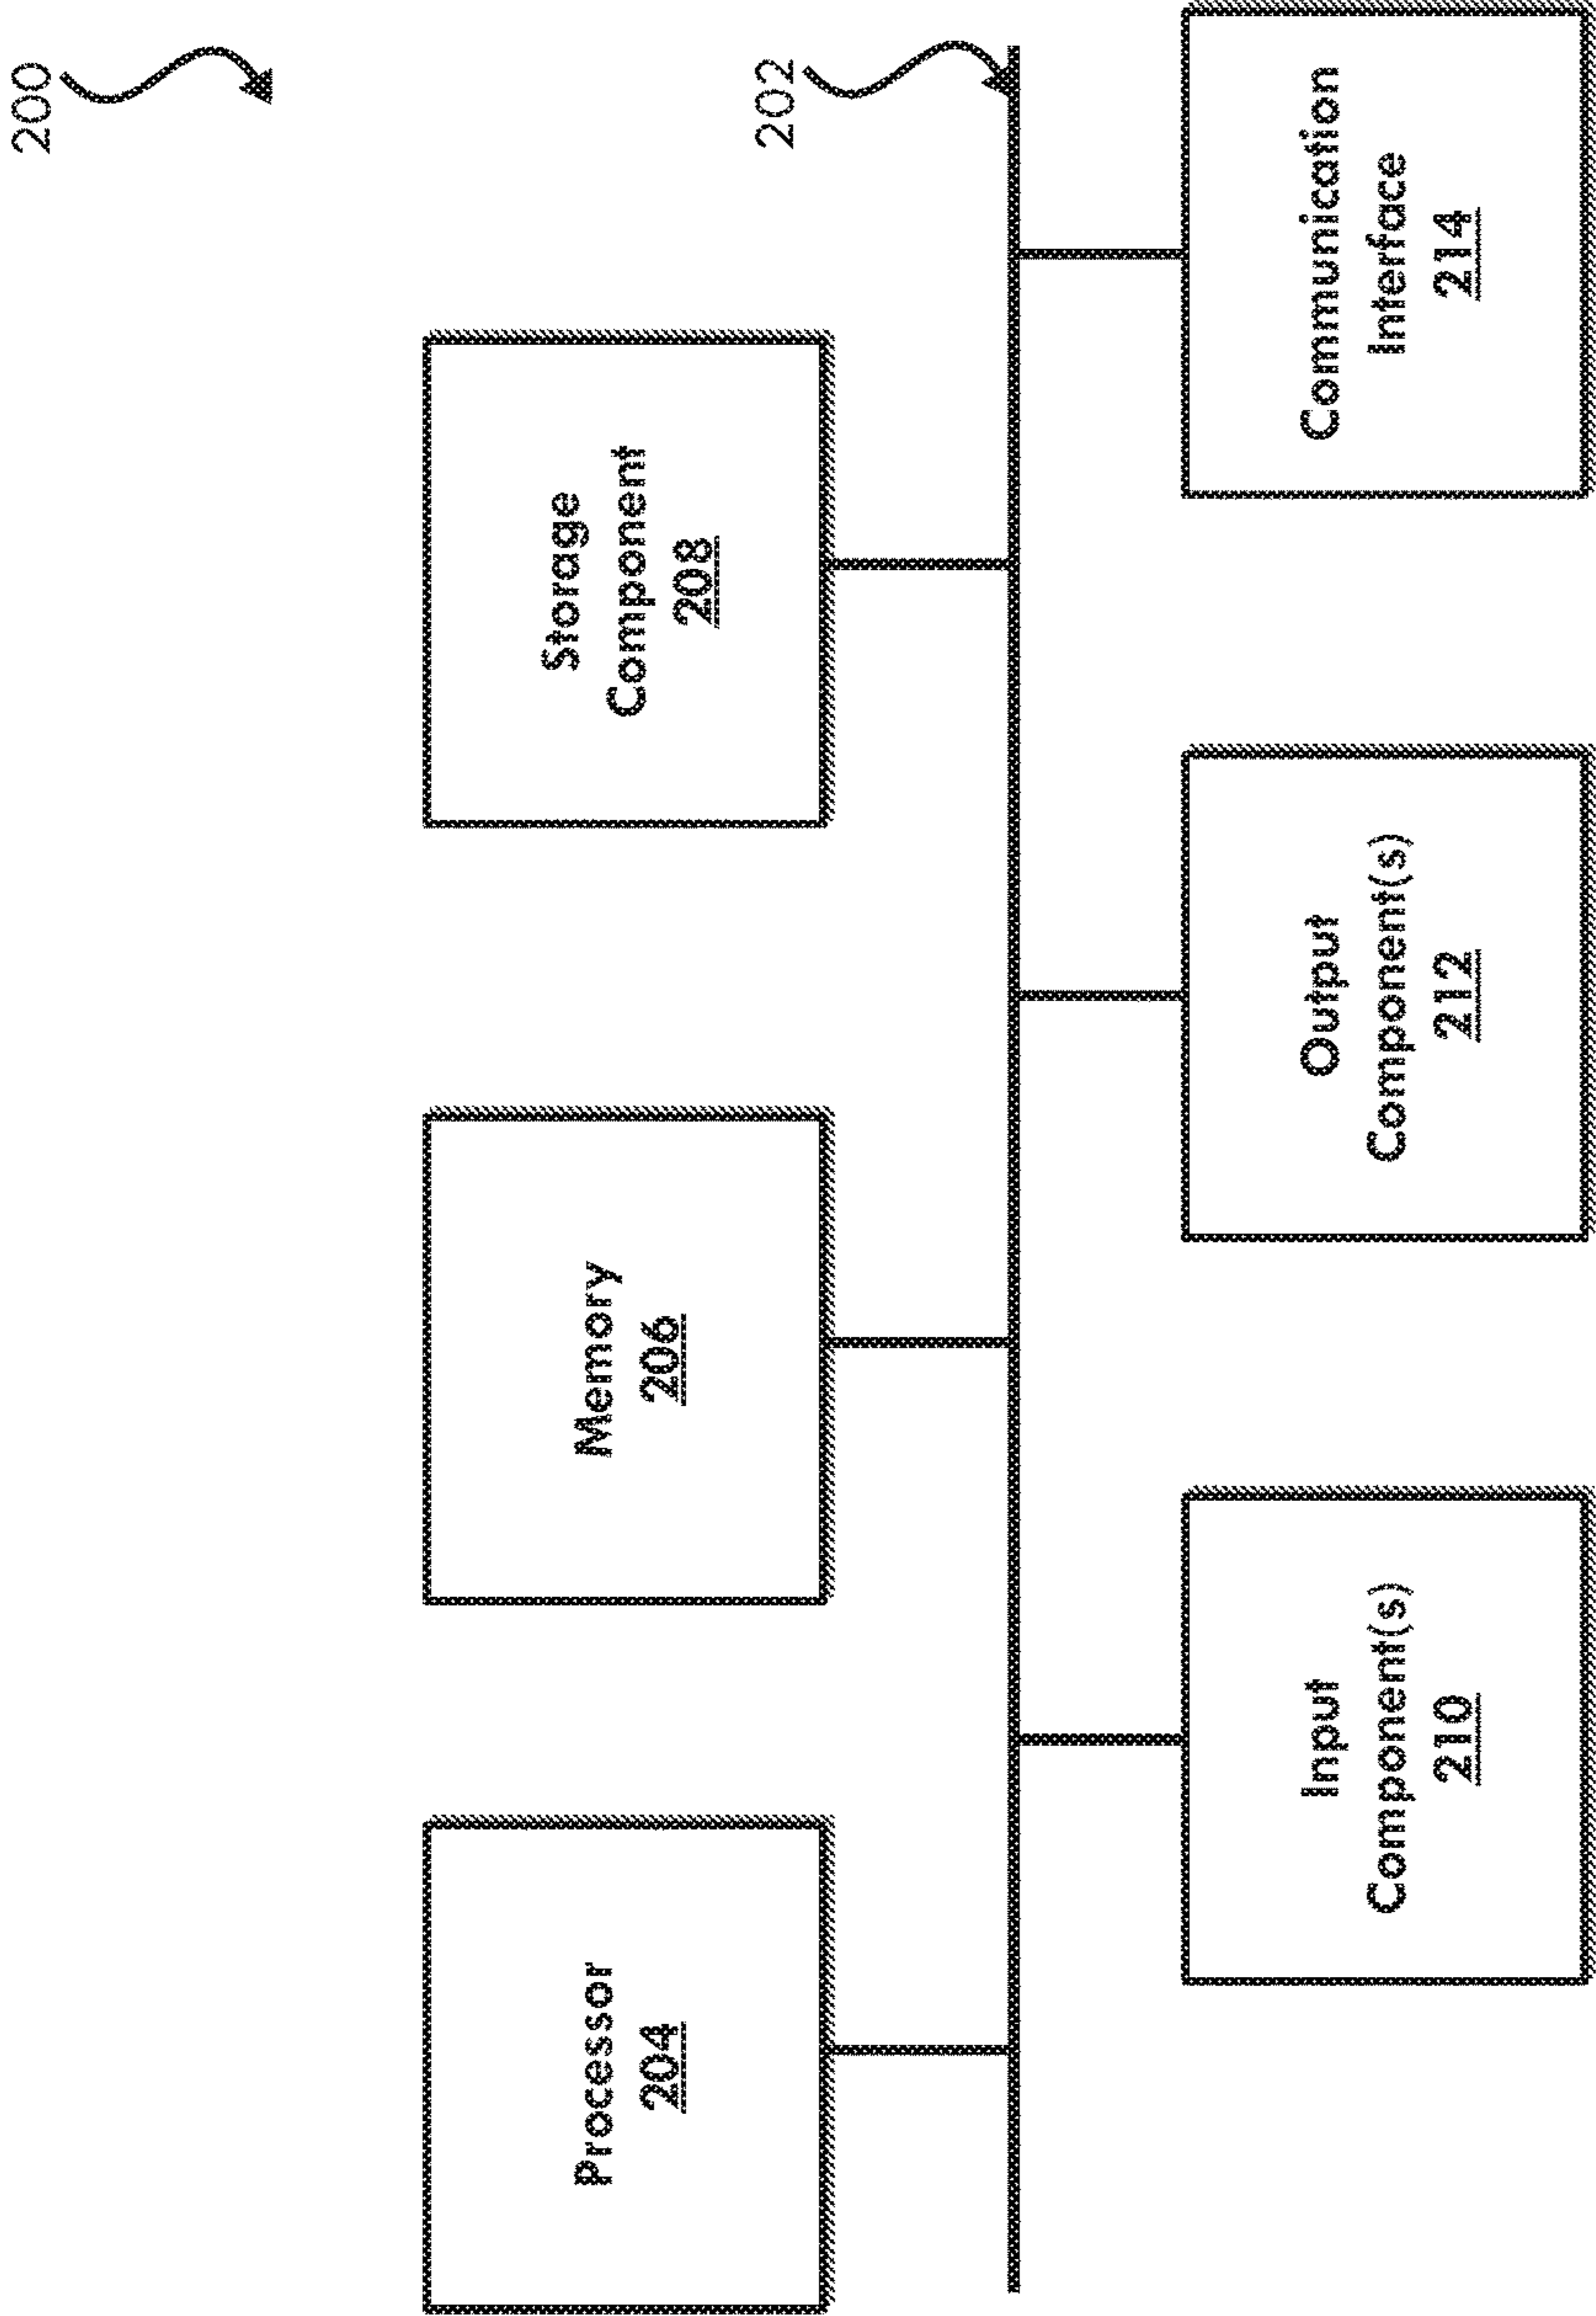 200
Processor
204
Memory
206
Storage
Component
208
202
Input
Component(s)
210
Output
Component(s)
212
Communication
Interface
214